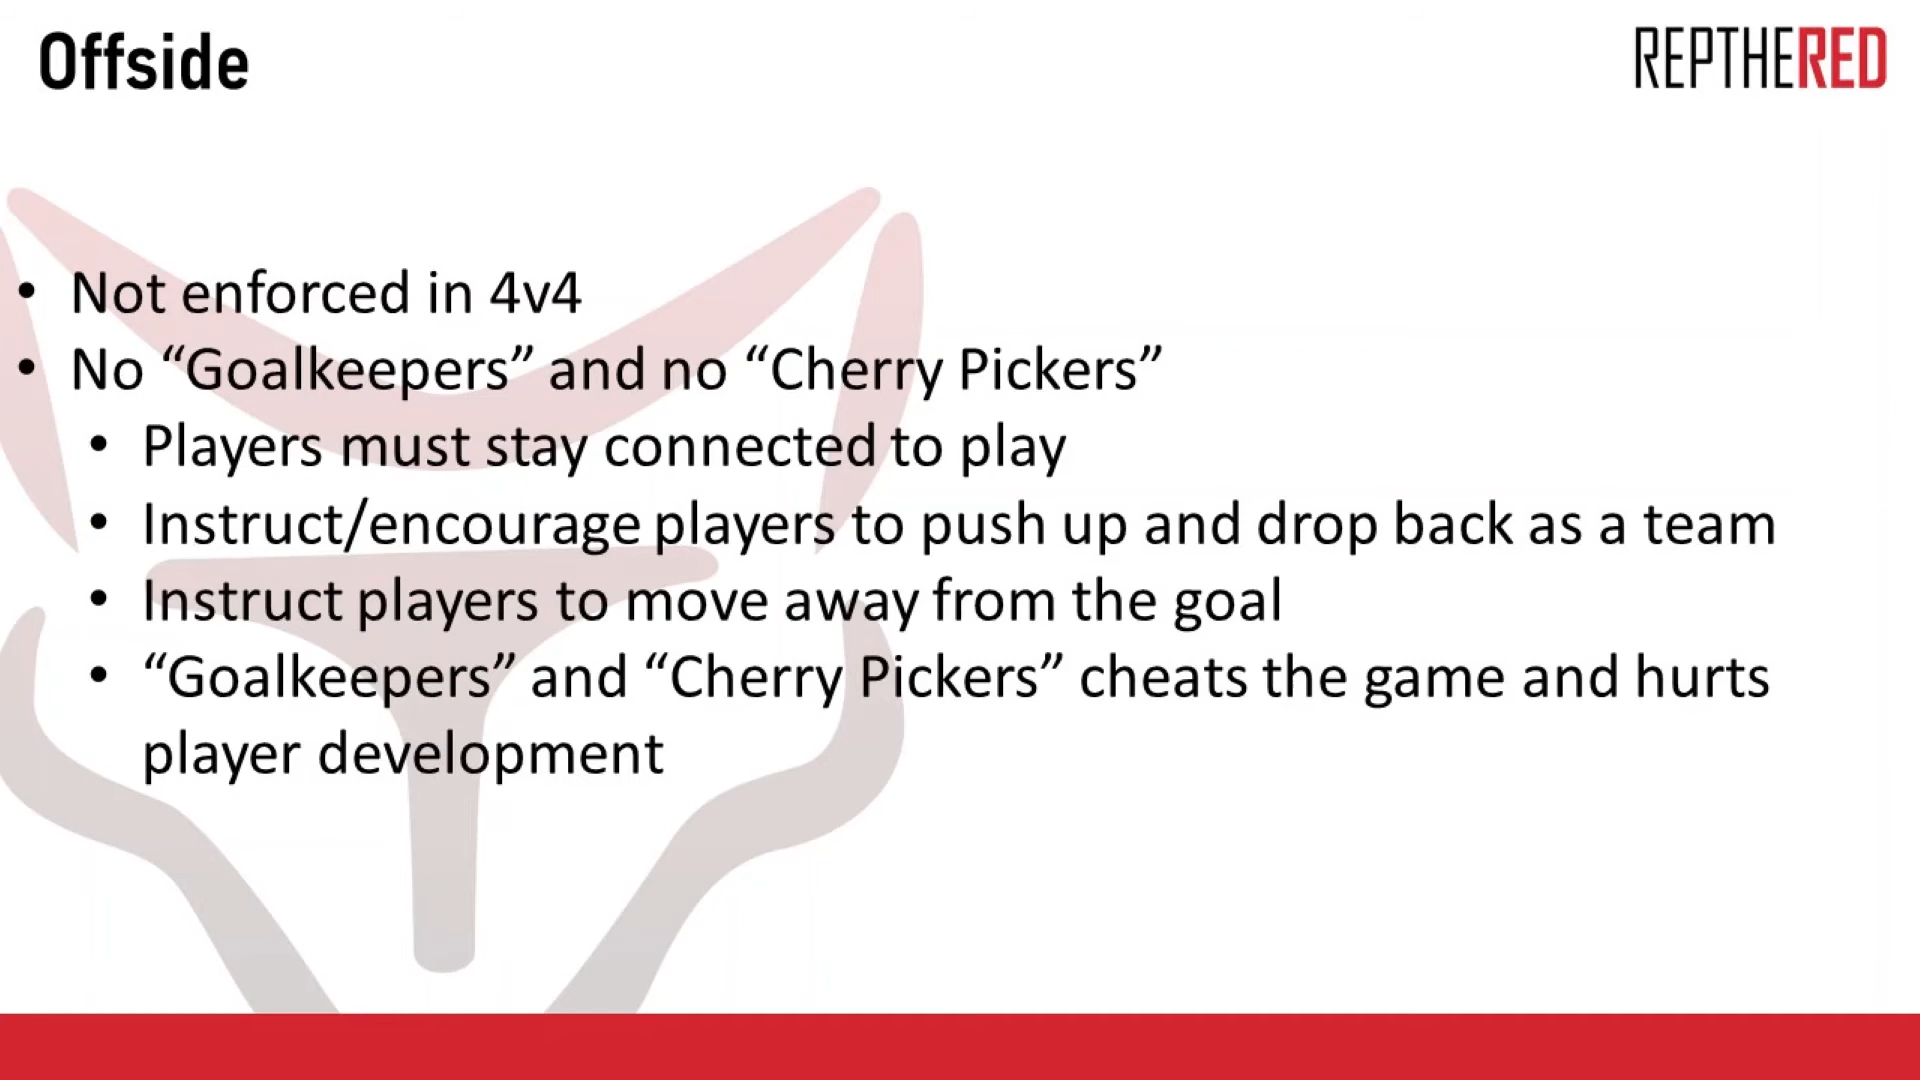 Offside
REPTHERED
• Not enforced in 4v4
• No “Goalkeepers” and no “Cherry Pickers”
• Players must stay connected to play
• Instruct/encourage players to push up and drop back as a team
• Instruct players to move away from the goal
• “Goalkeepers” and “Cherry Pickers” cheats the game and hurts
player development